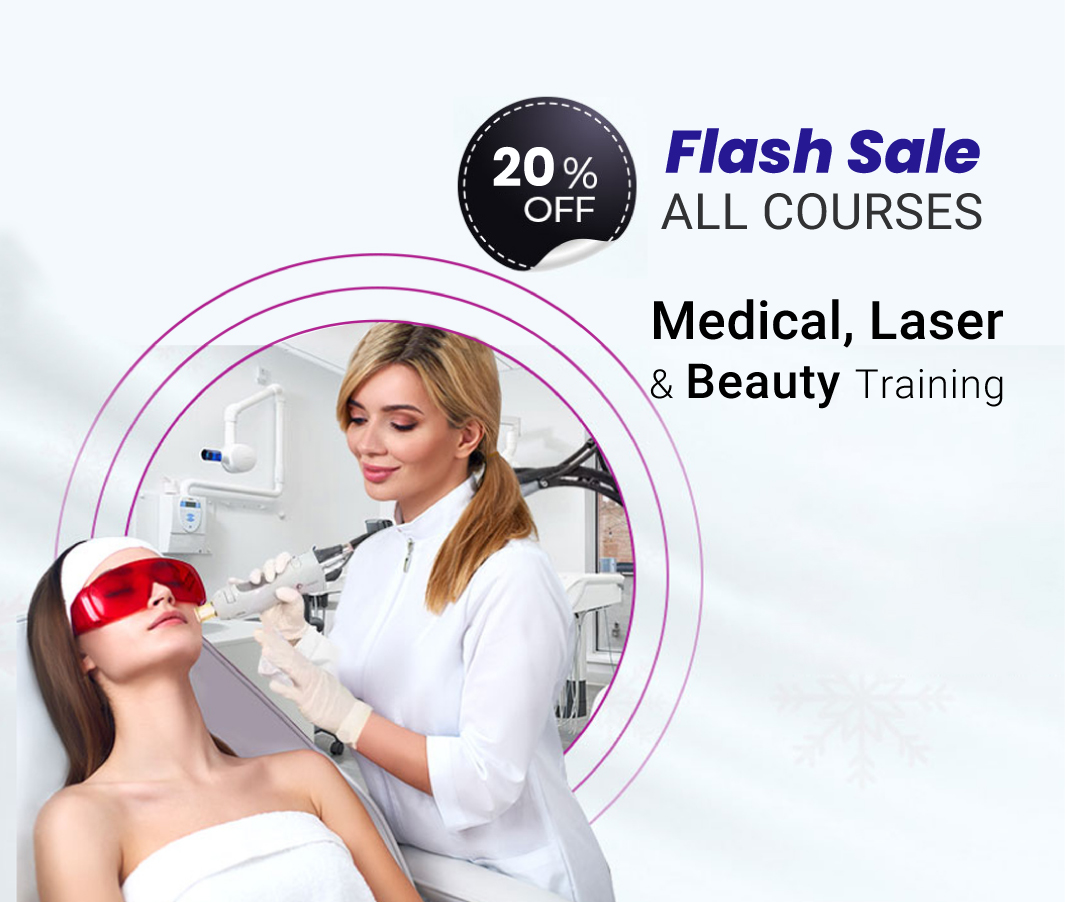 20 %
OFF
Flash Sale
ALL COURSES
Medical, Laser
& Beauty Training